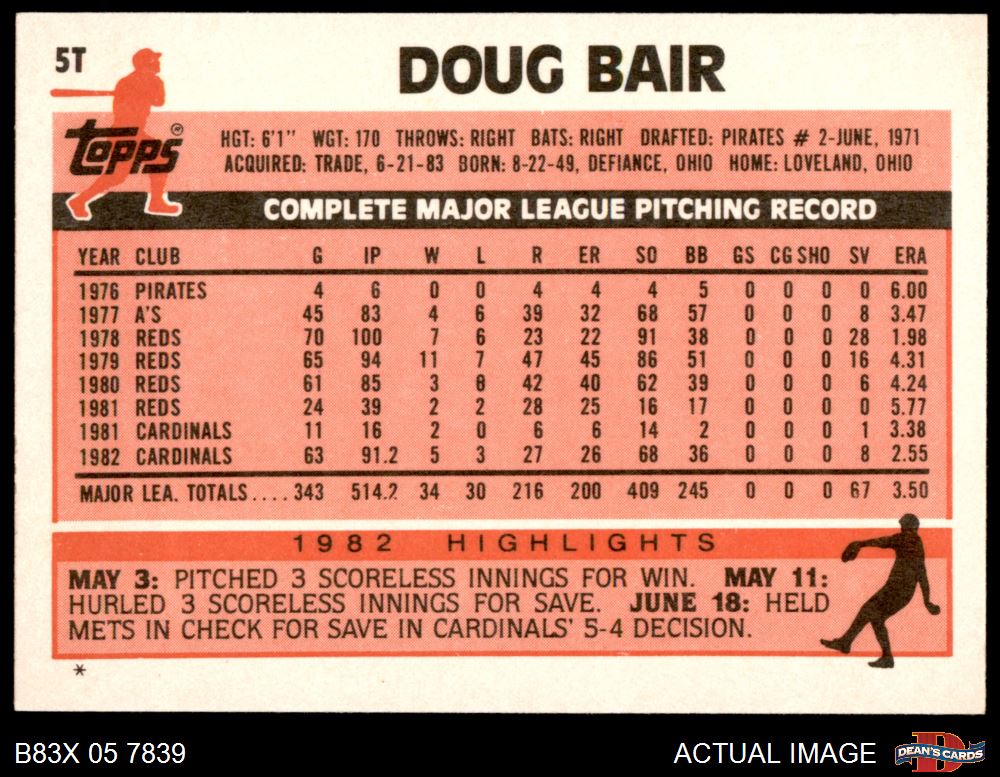 5T
DOUG BAIR
Topps®
HGT: 6'1" WGT: 170 THROWS: RIGHT BATS: RIGHT DRAFTED: PIRATES # 2-JUNE, 1971
ACQUIRED: TRADE, 6-21-83 BORN: 8-22-49, DEFIANCE, OHIO HOME: LOVELAND, OHIO
COMPLETE MAJOR LEAGUE PITCHING RECORD
YEAR CLUB G IP W L R ER SO BB GS CG SHO SV ERA
1976 PIRATES 4 6 0 0 4 4 4 5 0 0 0 0 6.00
1977 A'S 45 83 4 6 39 32 68 57 0 0 0 8 3.47
1978 REDS 70 100 7 6 23 22 91 38 0 0 0 28 1.98
1979 REDS 65 94 11 7 47 45 86 51 0 0 0 16 4.31
1980 REDS 61 85 3 42 40 62 39 0 0 0 6 4.24
1981 REDS 24 39 2 2 28 25 16 17 0 0 0 0 5.77
1981 CARDINALS 11 16 2 0 6 6 14 2 0 0 0 1 3.38
1982 CARDINALS 63 91.2 5 3 27 26 68 36 0 0 0 8 2.55
MAJOR LEA. TOTALS.... 343 514.2 34 30 216 200 409 245 0 0 0 67 3.50
1982 HIGHLIGHTS
MAY 3: PITCHED 3 SCORELESS INNINGS FOR WIN. MAY 11:
HURLED 3 SCORELESS INNINGS FOR SAVE. JUNE 18: HELD
METS IN CHECK FOR SAVE IN CARDINALS' 5-4 DECISION.
*
B83X 05 7839 ACTUAL IMAGE DEAN'S CARDS